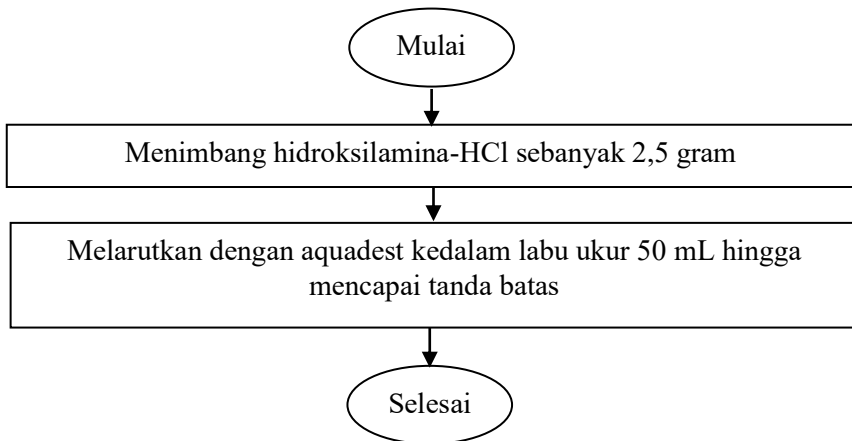 Mulai
Menimbang hidroksilamina-HCl sebanyak 2,5 gram
Melarutkan dengan aquadest kedalam labu ukur 50 mL hingga
mencapai tanda batas
Selesai